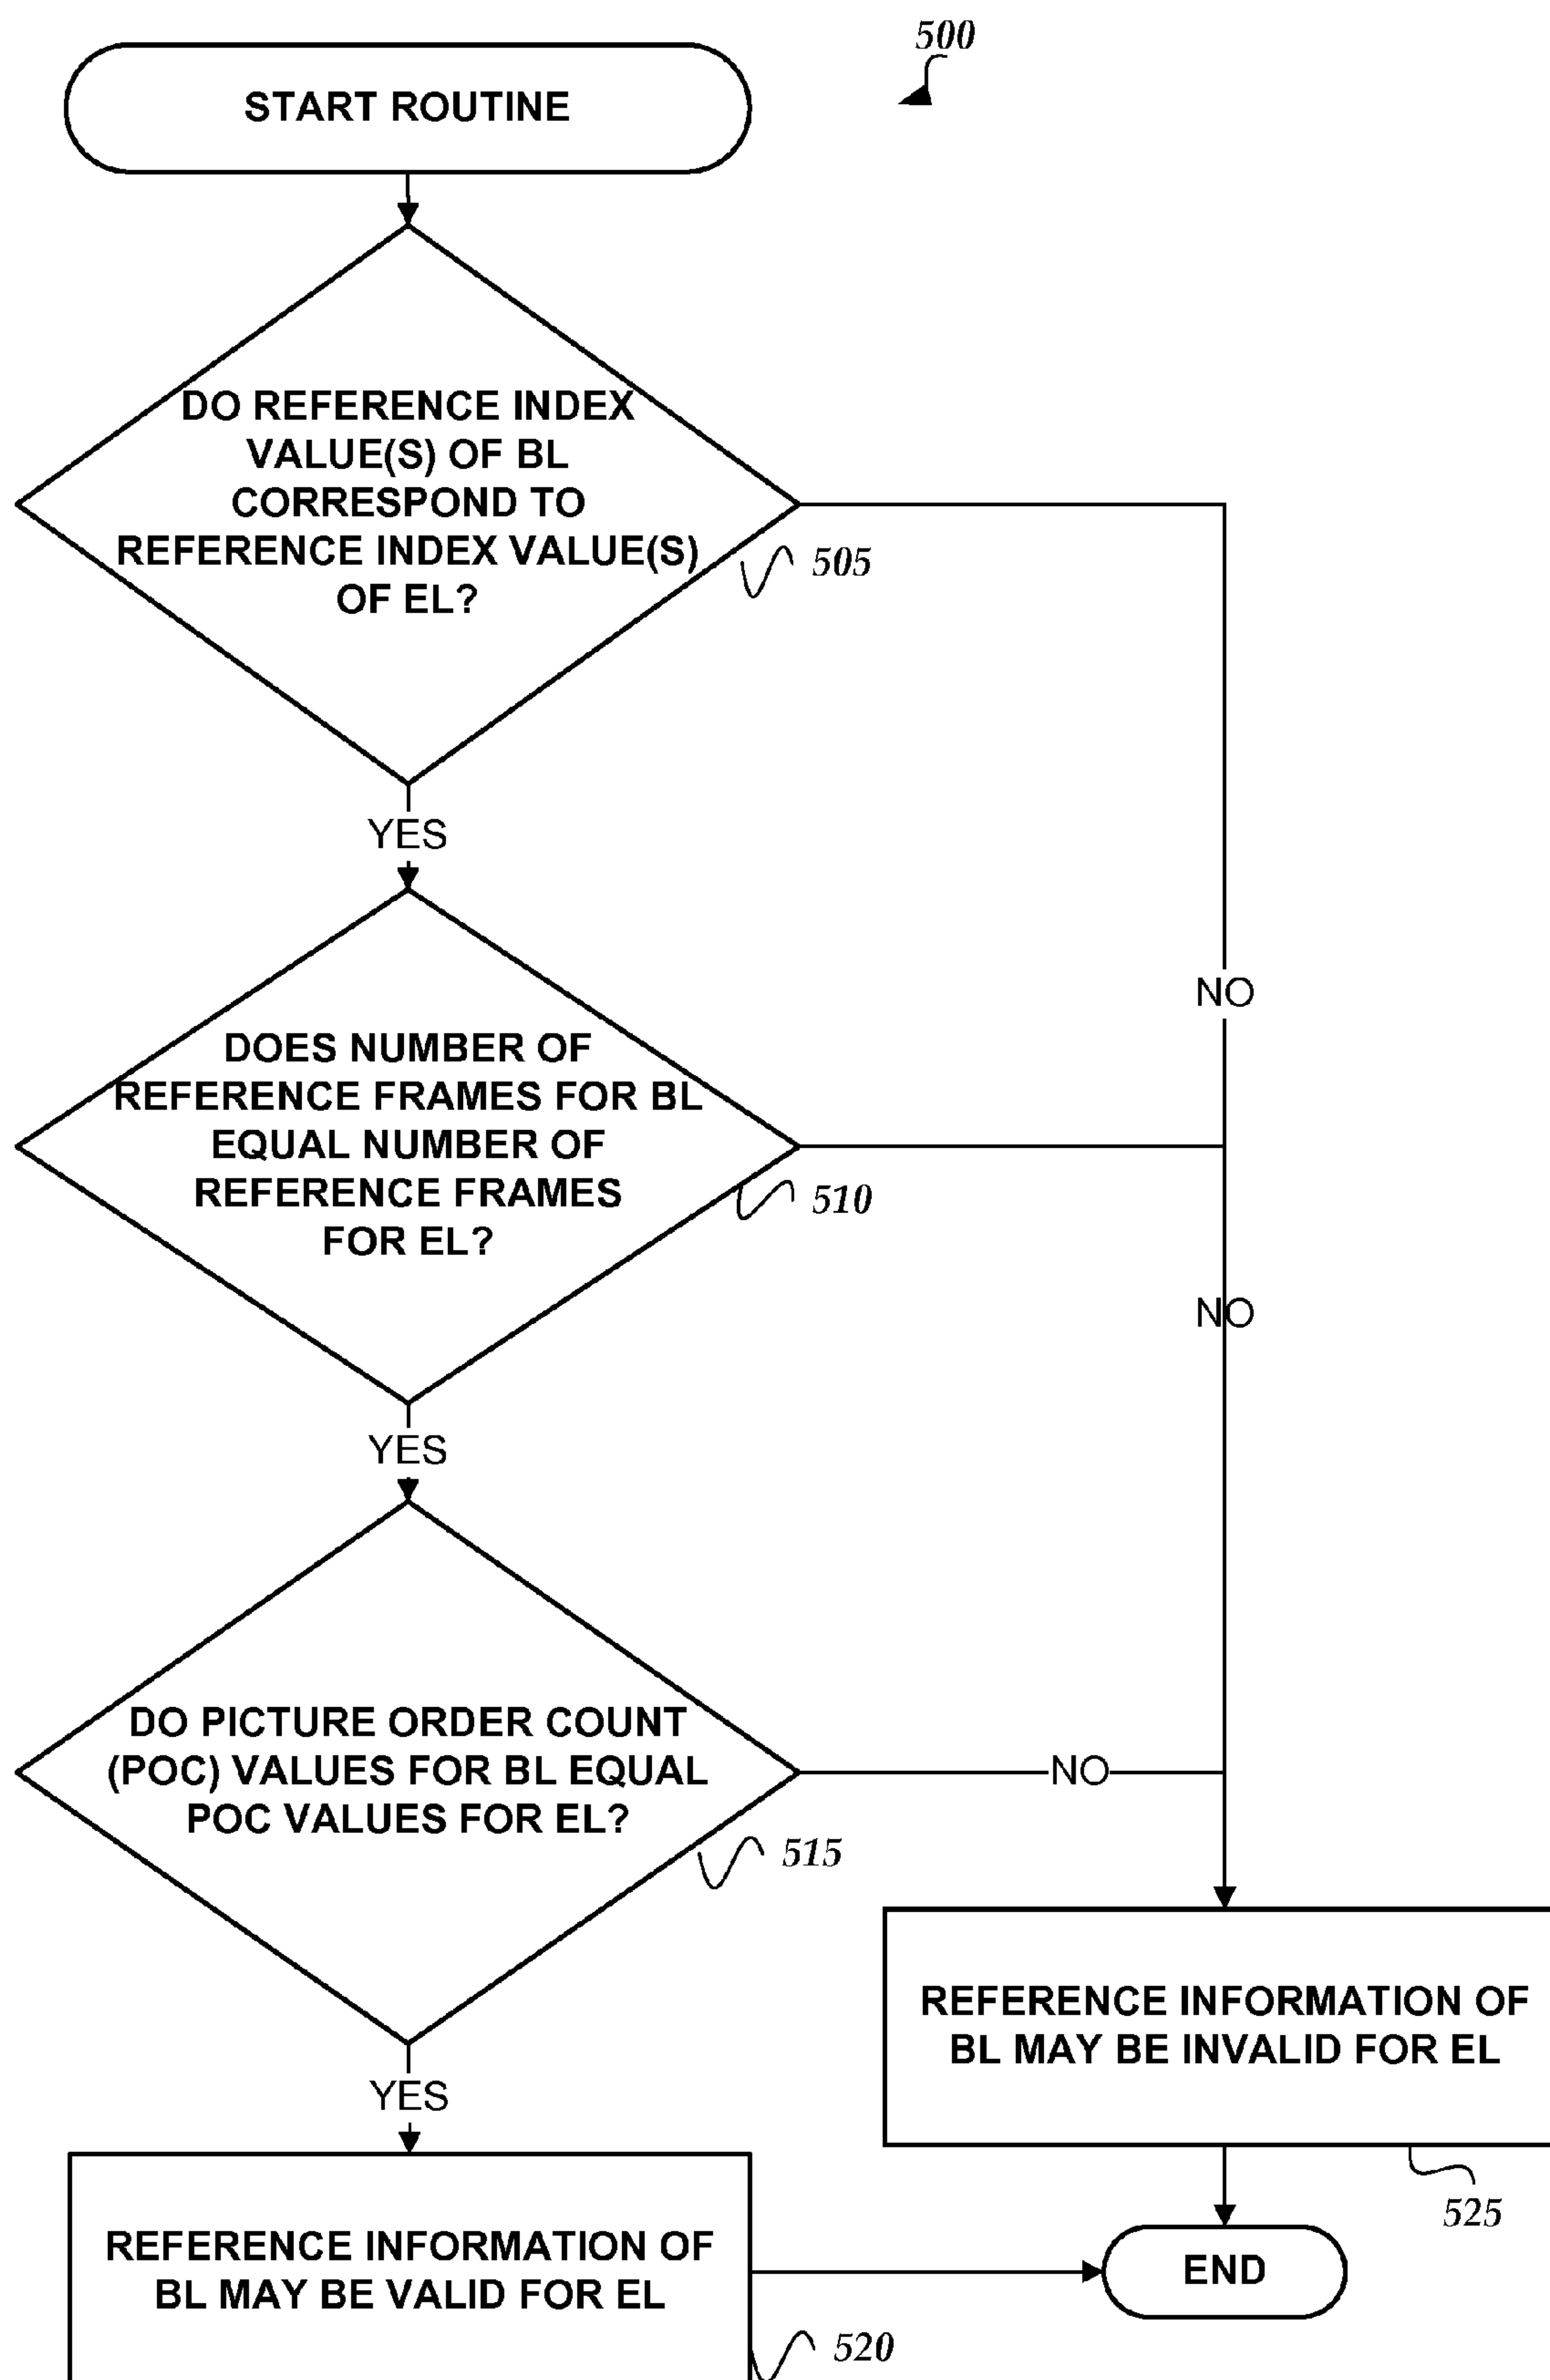 500
START ROUTINE
DO REFERENCE INDEX
VALUE(S) OF BL
CORRESPOND TO
REFERENCE INDEX VALUE(S)
OF EL?
505
YES
NO
DOES NUMBER OF
REFERENCE FRAMES FOR BL
EQUAL NUMBER OF
REFERENCE FRAMES
FOR EL?
510
NO
YES
DO PICTURE ORDER COUNT
(POC) VALUES FOR BL EQUAL
POC VALUES FOR EL?
NO
515
REFERENCE INFORMATION OF
BL MAY BE INVALID FOR EL
YES
525
REFERENCE INFORMATION OF
BL MAY BE VALID FOR EL
END
520